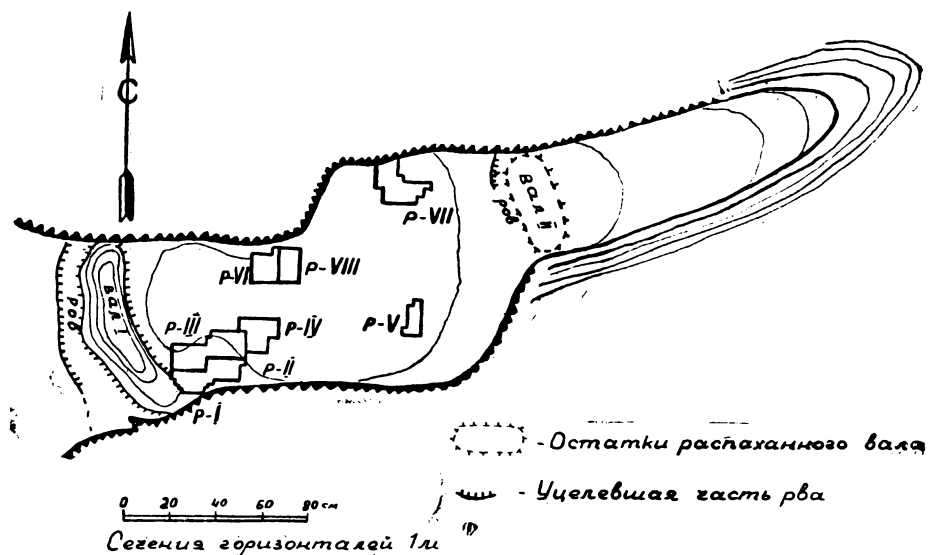 С
Вал II
ров
Р-VII
Р-VI Р-VIII
ров
Вал I
Р-III Р-IV
Р-V
Р-II
Р-I
- Остатки распаханного вала
- Уцелевшая часть рва
0 20 40 60 80 см
Сечения горизонталей 1м